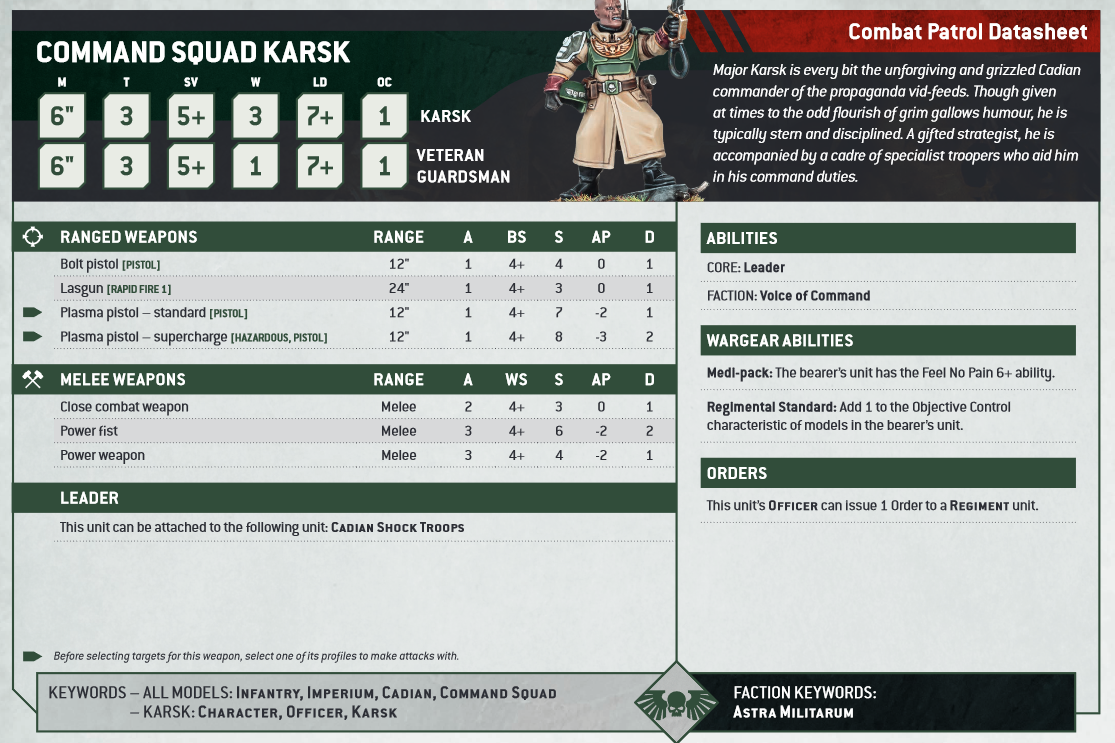 COMMAND SQUAD KARSK
M T SV W LD OC
6" 3 5+ 3 7+ 1 KARSK
6" 3 5+ 1 7+ 1 VETERAN GUARDSMAN
Combat Patrol Datasheet
Major Karsk is every bit the unforgiving and grizzled Cadian
commander of the propaganda vid-feeds. Though given
at times to the odd flourish of grim gallows humour, he is
typically stern and disciplined. A gifted strategist, he is
accompanied by a cadre of specialist troopers who aid him
in his command duties.
RANGED WEAPONS RANGE A BS S AP D
Bolt pistol [PISTOL] 12" 1 4+ 4 0 1
Lasgun [RAPID FIRE 1] 24" 1 4+ 3 0 1
Plasma pistol – standard [PISTOL] 12" 1 4+ 7 -2 1
Plasma pistol – supercharge [HAZARDOUS, PISTOL] 12" 1 4+ 8 -3 2
MELEE WEAPONS RANGE A WS S AP D
Close combat weapon Melee 2 4+ 3 0 1
Power fist Melee 3 4+ 6 -2 2
Power weapon Melee 3 4+ 4 -2 1
LEADER
This unit can be attached to the following unit: CADIAN SHOCK TROOPS
Before selecting targets for this weapon, select one of its profiles to make attacks with.
ABILITIES
CORE: Leader
FACTION: Voice of Command
WARGEAR ABILITIES
Medi-pack: The bearer's unit has the Feel No Pain 6+ ability.
Regimental Standard: Add 1 to the Objective Control
characteristic of models in the bearer's unit.
ORDERS
This unit's OFFICER can issue 1 Order to a REGIMENT unit.
KEYWORDS – ALL MODELS: INFANTRY, IMPERIUM, CADIAN, COMMAND SQUAD
– KARSK: CHARACTER, OFFICER, KARSK
FACTION KEYWORDS:
ASTRA MILITARUM